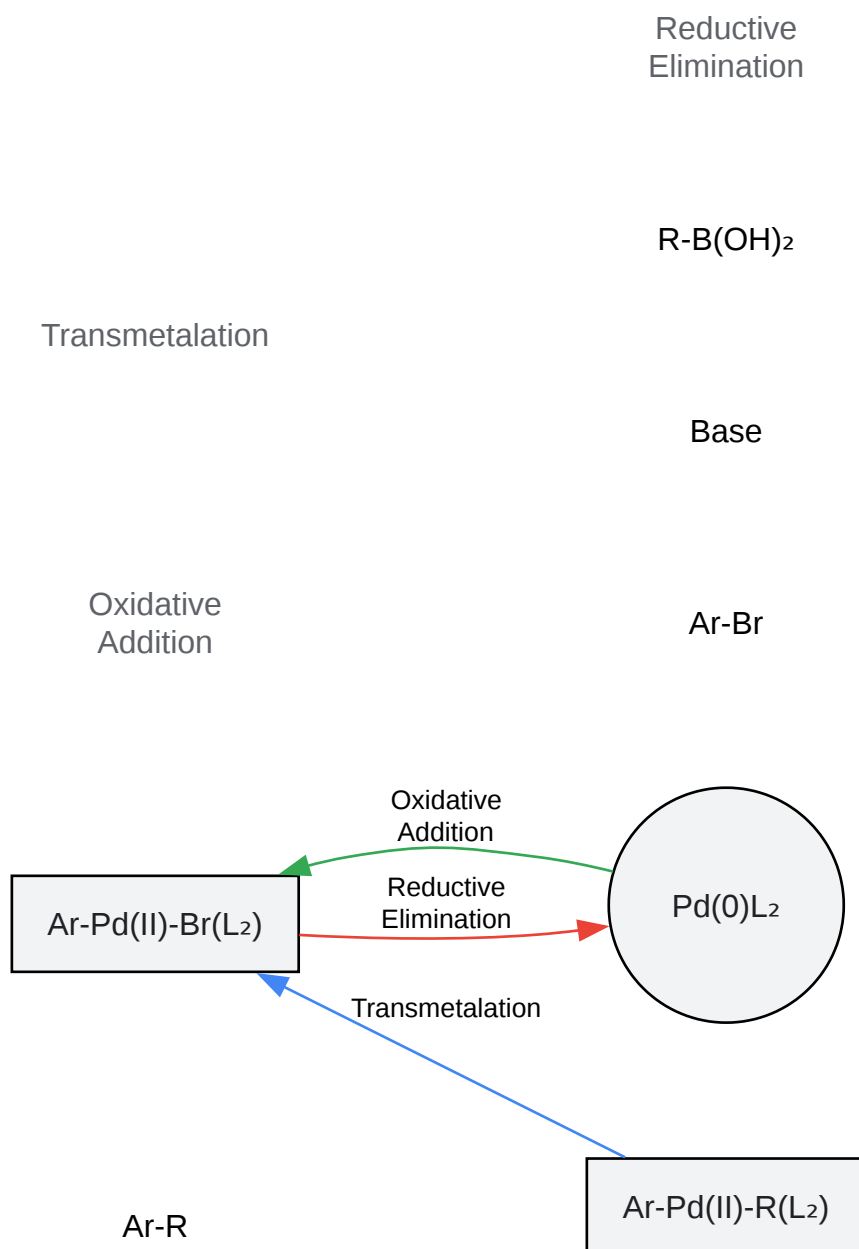 Reductive
Elimination
R-B(OH)₂
Transmetalation
Base
Oxidative
Addition
Ar-Br
Oxidative
Addition
Reductive
Elimination
Ar-Pd(II)-Br(L₂)
Pd(0)L₂
Transmetalation
Ar-Pd(II)-R(L₂)
Ar-R